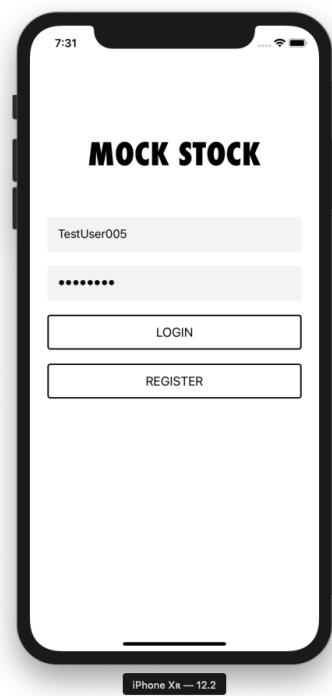 7:31
MOCK STOCK
TestUser005
••••••••
LOGIN
REGISTER
iPhone Xʀ — 12.2